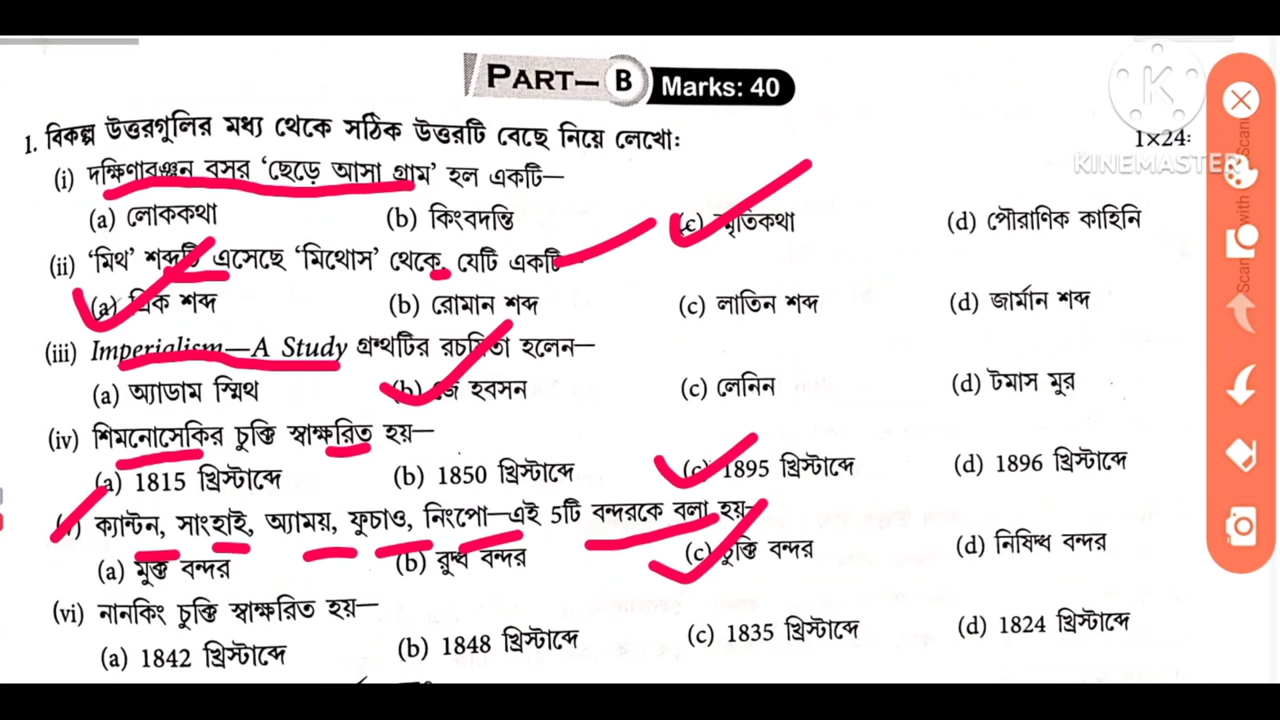 PART— B Marks: 40
1. বিকল্প উত্তরগুলির মধ্য থেকে সঠিক উত্তরটি বেছে নিয়ে লেখো: 1×24:
KINEMASTER
(i) দক্ষিণারঞ্জন বসুর ‘ছেড়ে আসা গ্রাম’ হল একটি—
(a) লোককথা (b) কিংবদন্তি (c) স্মৃতিকথা (d) পৌরাণিক কাহিনি
(ii) ‘মিথ’ শব্দটি এসেছে ‘মিথোস’ থেকে, যেটি একটি—
(a) গ্রিক শব্দ (b) রোমান শব্দ (c) লাতিন শব্দ (d) জার্মান শব্দ
(iii) Imperialism—A Study গ্রন্থটির রচয়িতা হলেন—
(a) অ্যাডাম স্মিথ (b) জে হবসন (c) লেনিন (d) টমাস মুর
(iv) শিমনোসেকির চুক্তি স্বাক্ষরিত হয়—
(a) 1815 খ্রিস্টাব্দে (b) 1850 খ্রিস্টাব্দে (c) 1895 খ্রিস্টাব্দে (d) 1896 খ্রিস্টাব্দে
ক্যান্টন, সাংহাই, অ্যাময়, ফুচাও, নিংপো—এই 5টি বন্দরকে বলা হয়—
(a) মুক্ত বন্দর (b) রুদ্ধ বন্দর (c) চুক্তি বন্দর (d) নিষিদ্ধ বন্দর
(vi) নানকিং চুক্তি স্বাক্ষরিত হয়—
(a) 1842 খ্রিস্টাব্দে (b) 1848 খ্রিস্টাব্দে (c) 1835 খ্রিস্টাব্দে (d) 1824 খ্রিস্টাব্দে